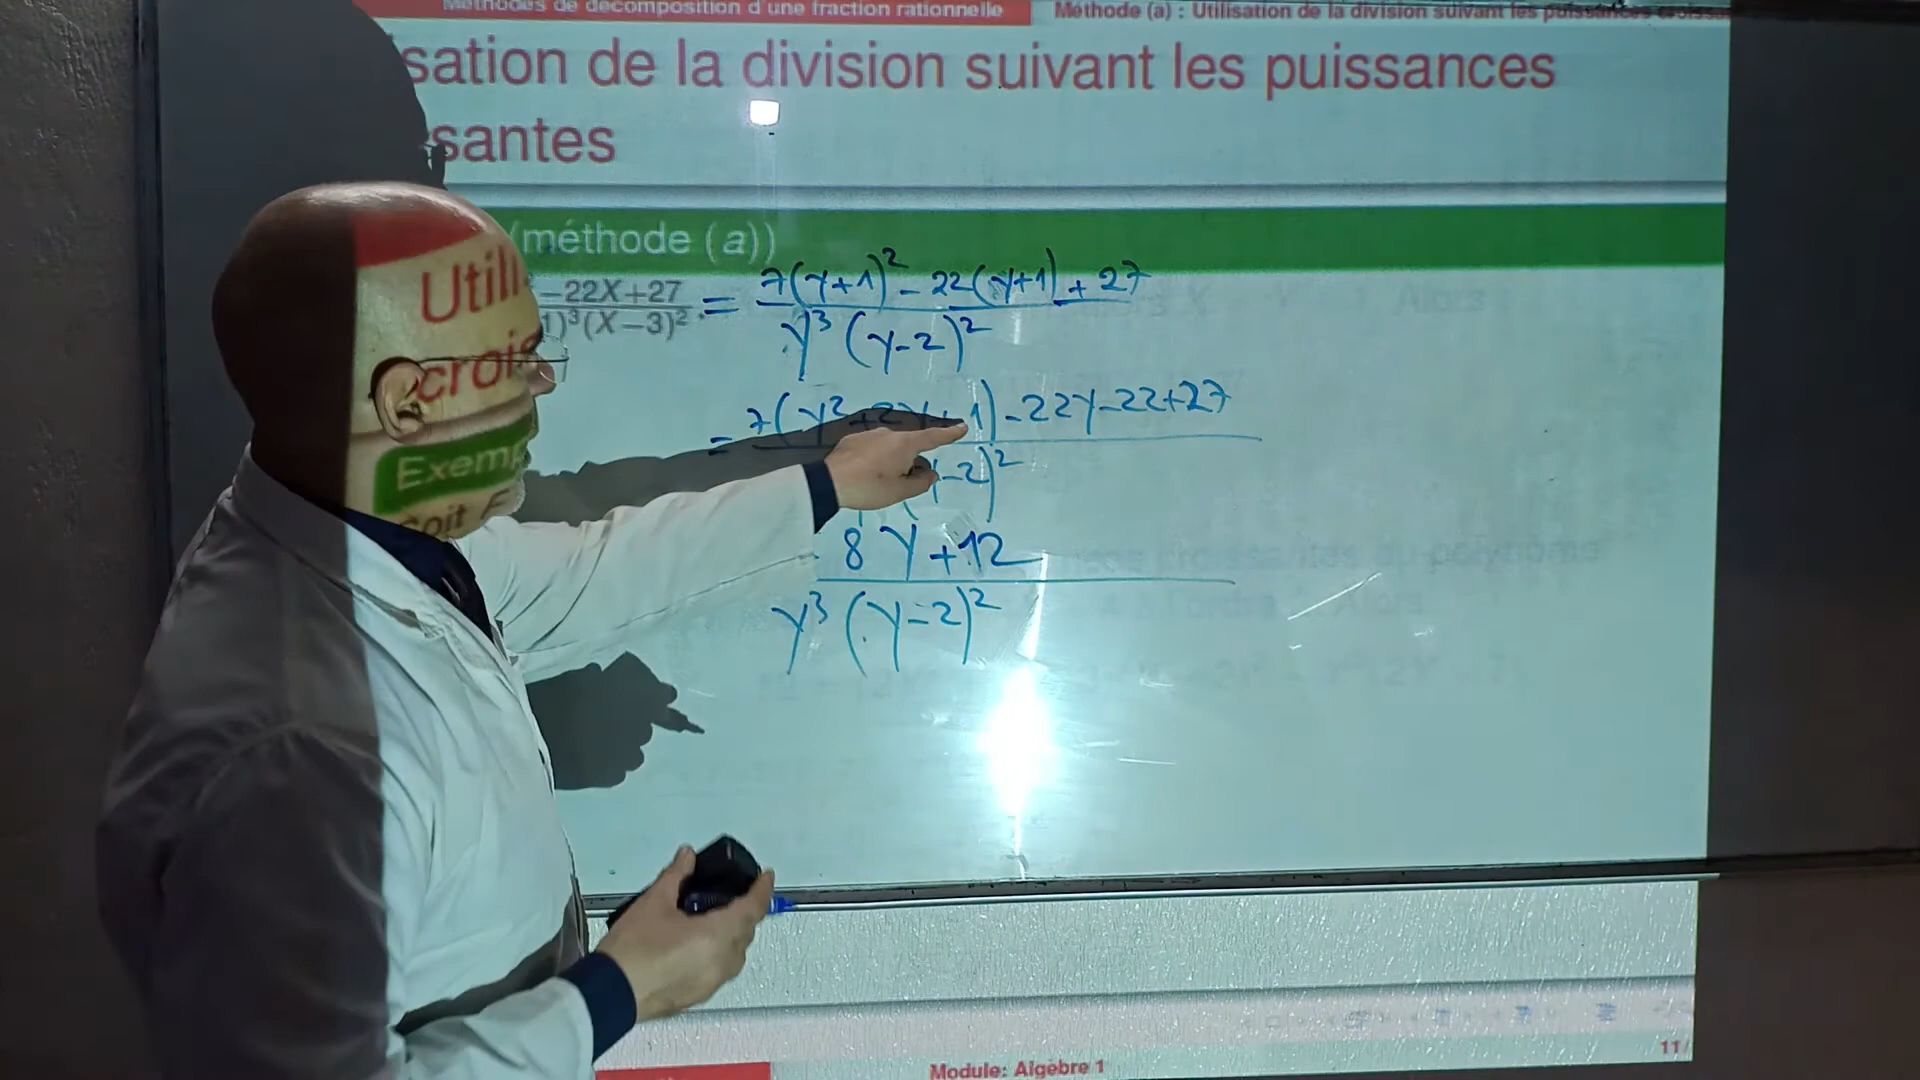 Méthodes de décomposition d'une fraction rationnelle
Méthode (a) : Utilisation de la division suivant les puissances
sation de la division suivant les puissances
santes
(méthode (a))
−22X+27 / 1)³(X−3)² = 7(y+1)² - 22(y+1) + 27 / y³ (y-2)²
Utili
crois
= 7(y²+2y+1) - 22y - 22+27 / -2)²
Exemp
Soit F
8y+12 / y³ (y-2)²
Module: Algèbre 1
11